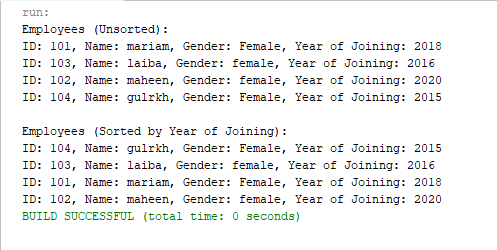 run:
Employees (Unsorted):
ID: 101, Name: mariam, Gender: Female, Year of Joining: 2018
ID: 103, Name: laiba, Gender: female, Year of Joining: 2016
ID: 102, Name: maheen, Gender: female, Year of Joining: 2020
ID: 104, Name: gulrkh, Gender: Female, Year of Joining: 2015

Employees (Sorted by Year of Joining):
ID: 104, Name: gulrkh, Gender: Female, Year of Joining: 2015
ID: 103, Name: laiba, Gender: female, Year of Joining: 2016
ID: 101, Name: mariam, Gender: Female, Year of Joining: 2018
ID: 102, Name: maheen, Gender: female, Year of Joining: 2020
BUILD SUCCESSFUL (total time: 0 seconds)